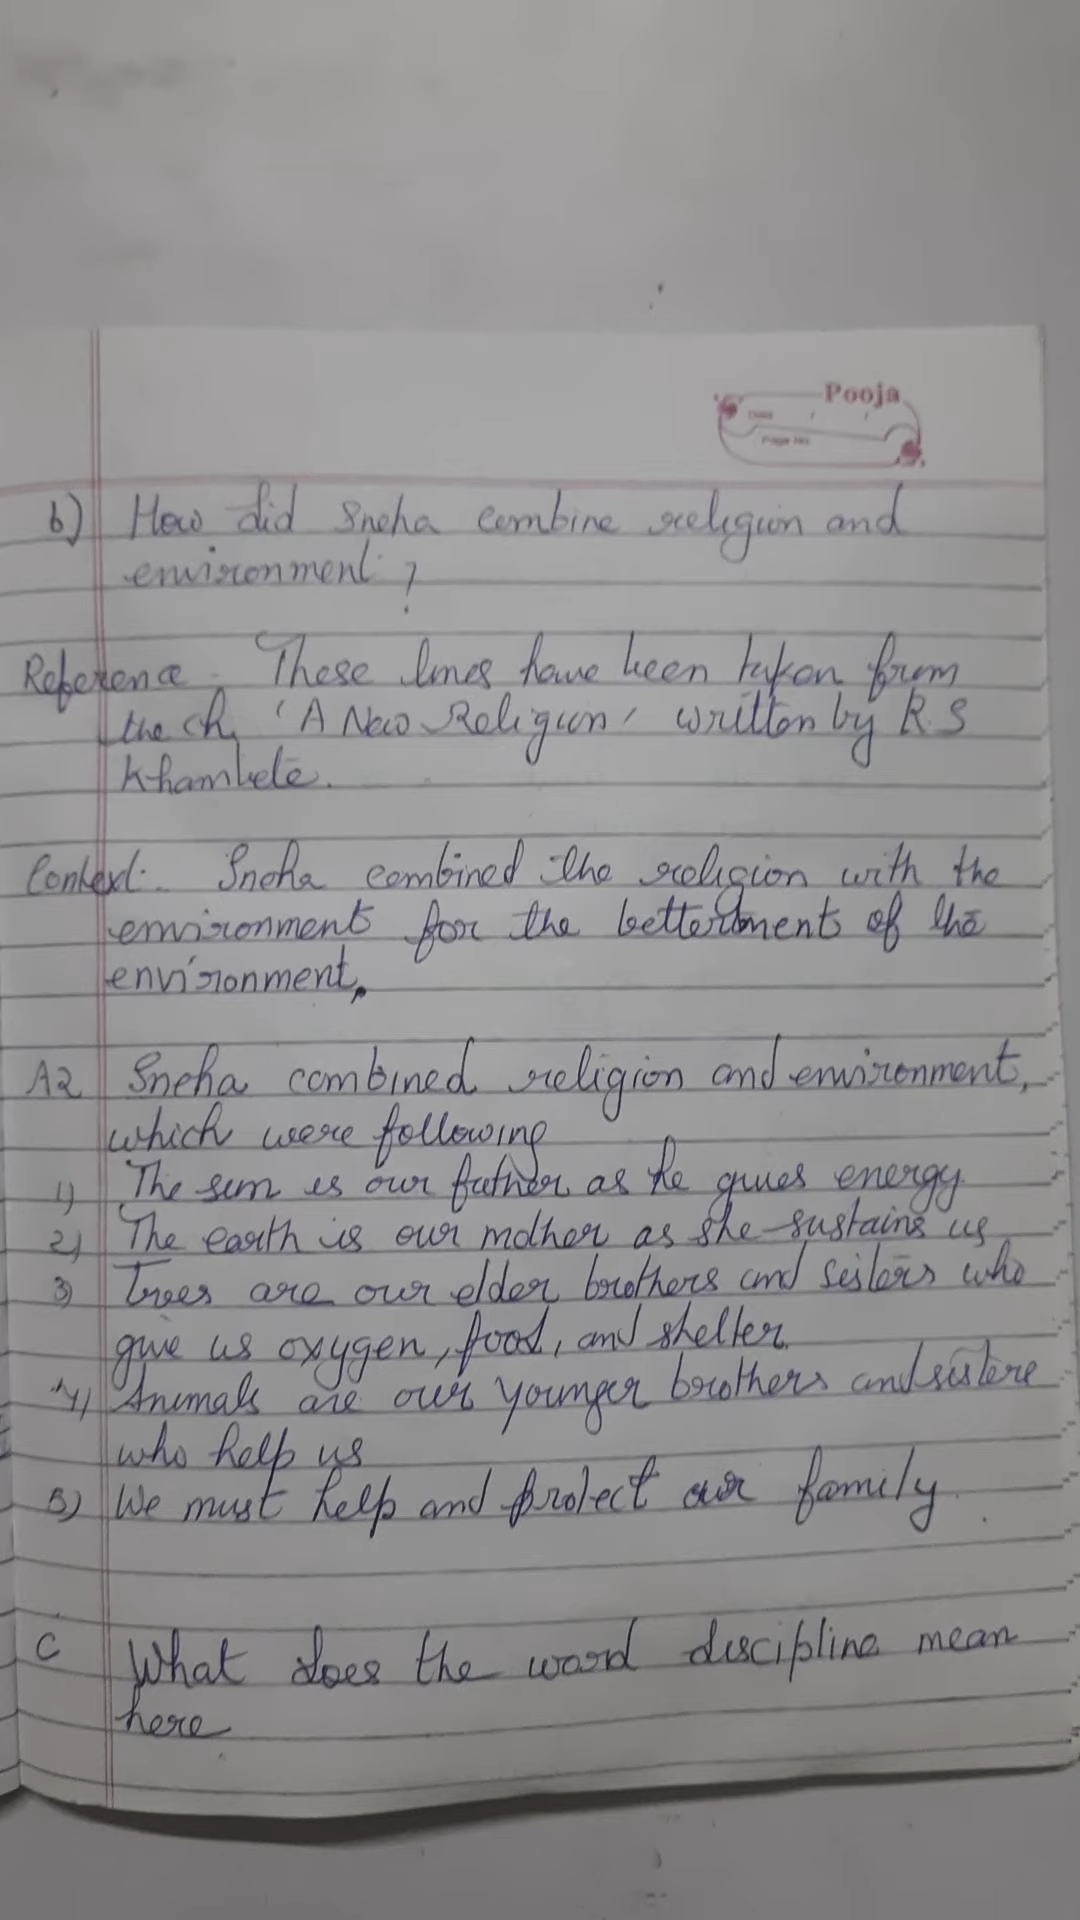 Pooja
Date / /
Page No.
b) How did Sneha combine religion and
environment ?
Reference - These lines have been taken from
the ch, 'A New Religion' written by R.S
Khambete.
Context:- Sneha combined the religion with the
environment for the betterment of the
environment.
A2 Sneha combined religion and environment,
which were following
1) The sun is our father as he gives energy.
2) The earth is our mother as she sustains us
3) Trees are our elder brothers and sisters who
give us oxygen, food, and shelter.
4) Animals are our younger brothers and sisters
who help us
5) We must help and protect our family.
C What does the word discipline mean
here